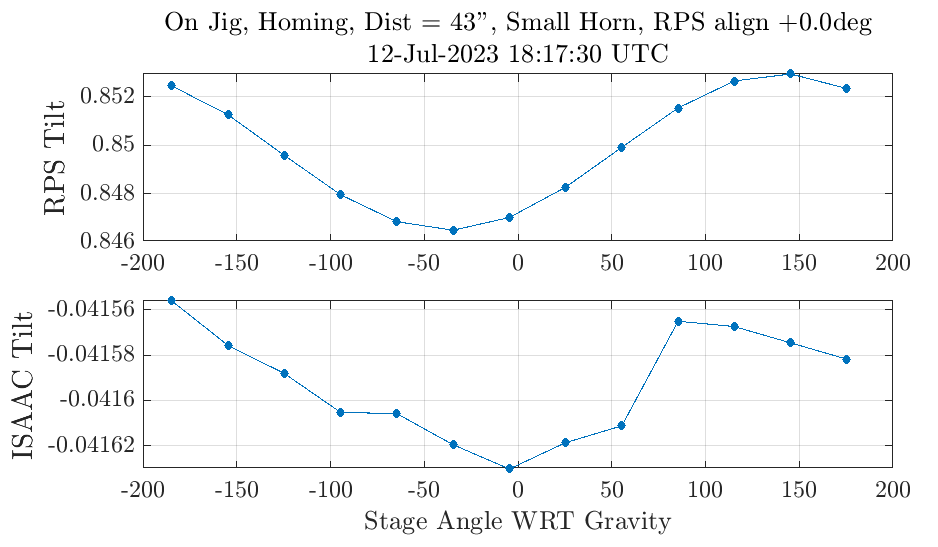 On Jig, Homing, Dist = 43”, Small Horn, RPS align +0.0deg
12-Jul-2023 18:17:30 UTC
RPS Tilt
0.852
0.85
0.848
0.846
-200 -150 -100 -50 0 50 100 150 200
ISAAC Tilt
-0.04156
-0.04158
-0.0416
-0.04162
-200 -150 -100 -50 0 50 100 150 200
Stage Angle WRT Gravity